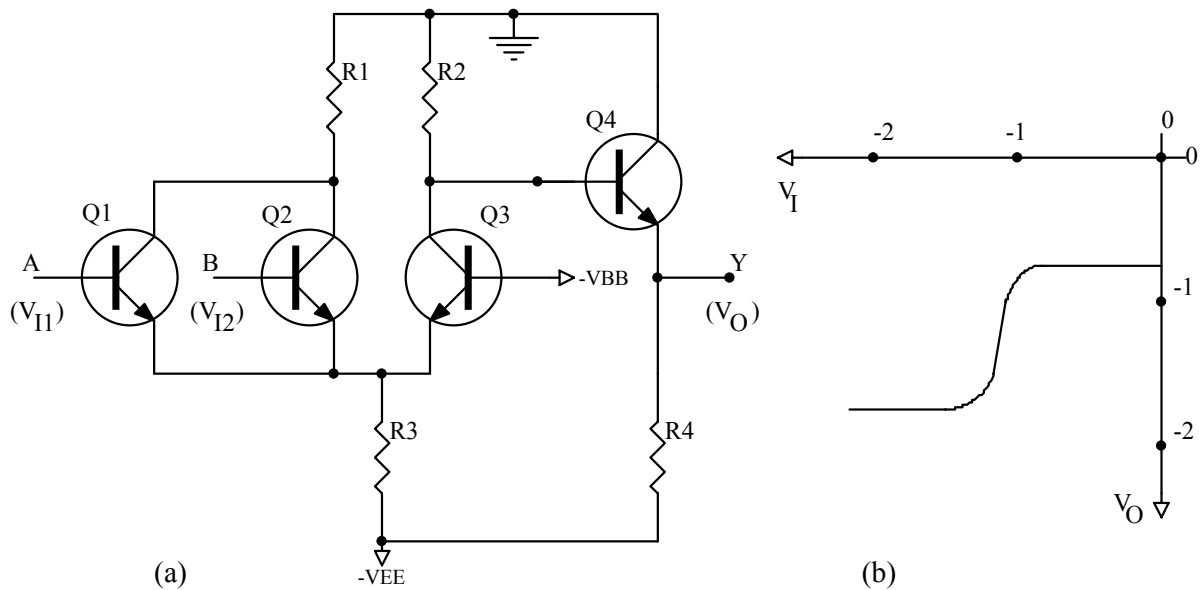 R1
R2
Q4
Q1
Q2
Q3
A
B
-VBB
Y
(VI1)
(VI2)
(VO)
R3
R4
-VEE
(a)
0
-2
-1
0
VI
-1
-2
VO
(b)